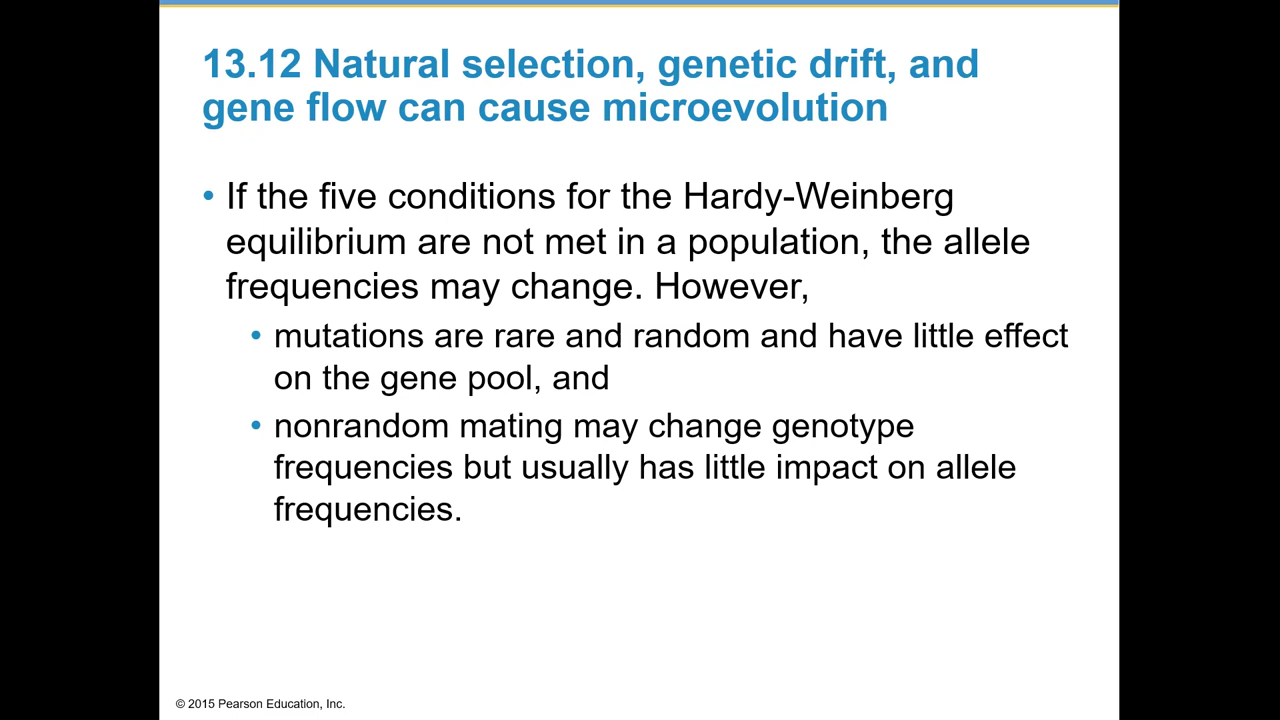 13.12 Natural selection, genetic drift, and
gene flow can cause microevolution
• If the five conditions for the Hardy-Weinberg
equilibrium are not met in a population, the allele
frequencies may change. However,
• mutations are rare and random and have little effect
on the gene pool, and
• nonrandom mating may change genotype
frequencies but usually has little impact on allele
frequencies.
© 2015 Pearson Education, Inc.